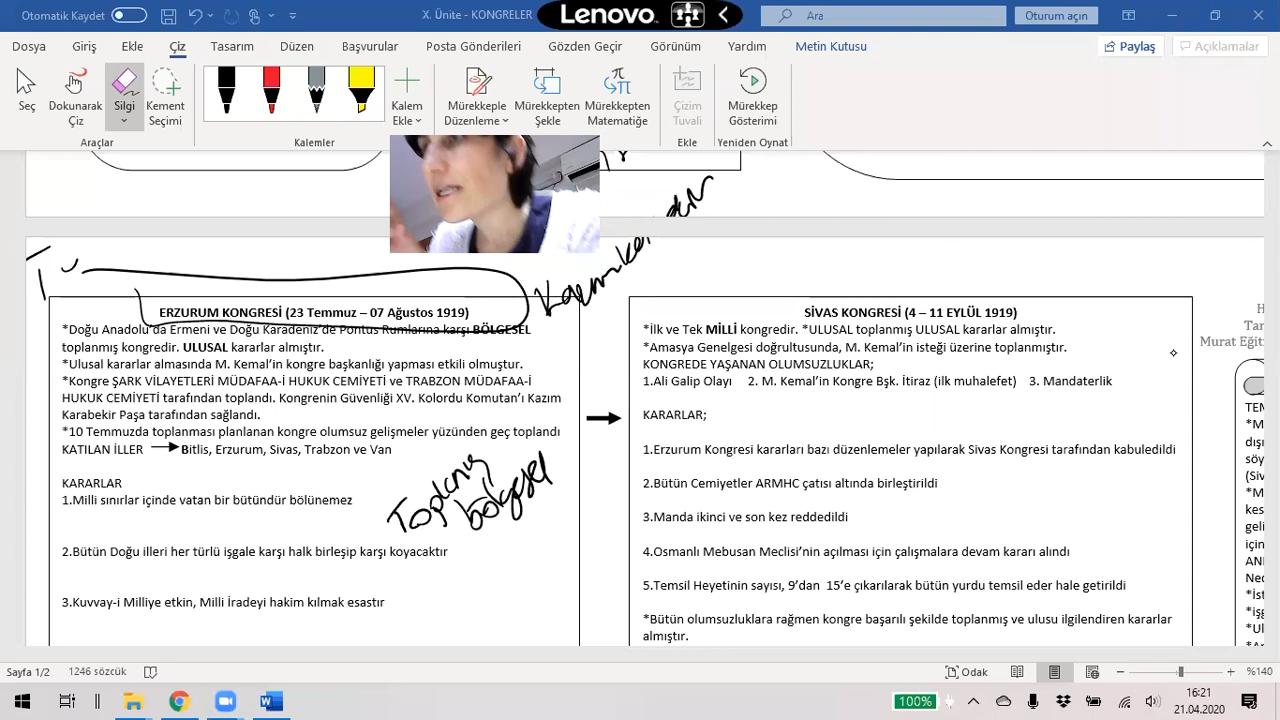 Otomatik Kaydet
X. Ünite - KONGRELER
Lenovo
Ara
Oturum açın
Dosya
Giriş
Ekle
Çiz
Tasarım
Düzen
Başvurular
Posta Gönderileri
Gözden Geçir
Görünüm
Yardım
Metin Kutusu
Paylaş
Açıklamalar
Seç
Dokunarak Çiz
Silgi
Kement Seçimi
Kalem Ekle
Mürekkeple Düzenleme
Mürekkepten Şekle
Mürekkepten Matematiğe
Çizim Tuvali
Mürekkep Gösterimi
Araçlar
Kalemler
Dönüştür
Ekle
Yeniden Oynat
ERZURUM KONGRESİ (23 Temmuz – 07 Ağustos 1919)
*Doğu Anadolu'da Ermeni ve Doğu Karadeniz'de Pontus Rumlarına karşı BÖLGESEL
toplanmış kongredir. ULUSAL kararlar almıştır.
*Ulusal kararlar almasında M. Kemal'in kongre başkanlığı yapması etkili olmuştur.
*Kongre ŞARK VİLAYETLERİ MÜDAFAA-İ HUKUK CEMİYETİ ve TRABZON MÜDAFAA-İ
HUKUK CEMİYETİ tarafından toplandı. Kongrenin Güvenliği XV. Kolordu Komutan'ı Kazım
Karabekir Paşa tarafından sağlandı.
*10 Temmuzda toplanması planlanan kongre olumsuz gelişmeler yüzünden geç toplandı
KATILAN İLLER Bitlis, Erzurum, Sivas, Trabzon ve Van
KARARLAR
1.Milli sınırlar içinde vatan bir bütündür bölünemez
Toplanış
bölgesel
2.Bütün Doğu illeri her türlü işgale karşı halk birleşip karşı koyacaktır
3.Kuvvay-i Milliye etkin, Milli İradeyi hakim kılmak esastır
SİVAS KONGRESİ (4 – 11 EYLÜL 1919)
*İlk ve Tek MİLLİ kongredir. *ULUSAL toplanmış ULUSAL kararlar almıştır.
*Amasya Genelgesi doğrultusunda, M. Kemal'in isteği üzerine toplanmıştır.
KONGREDE YAŞANAN OLUMSUZLUKLAR;
1.Ali Galip Olayı 2. M. Kemal'in Kongre Bşk. İtiraz (ilk muhalefet) 3. Mandaterlik
KARARLAR;
1.Erzurum Kongresi kararları bazı düzenlemeler yapılarak Sivas Kongresi tarafından kabuledildi
2.Bütün Cemiyetler ARMHC çatısı altında birleştirildi
3.Manda ikinci ve son kez reddedildi
4.Osmanlı Mebusan Meclisi'nin açılması için çalışmalara devam kararı alındı
5.Temsil Heyetinin sayısı, 9'dan 15'e çıkarılarak bütün yurdu temsil eder hale getirildi
*Bütün olumsuzluklara rağmen kongre başarılı şekilde toplanmış ve ulusu ilgilendiren kararlar
almıştır.
Murat Eğiti
Sayfa 1/2
1246 sözcük
Odak
%140
100%
16:21
21.04.2020